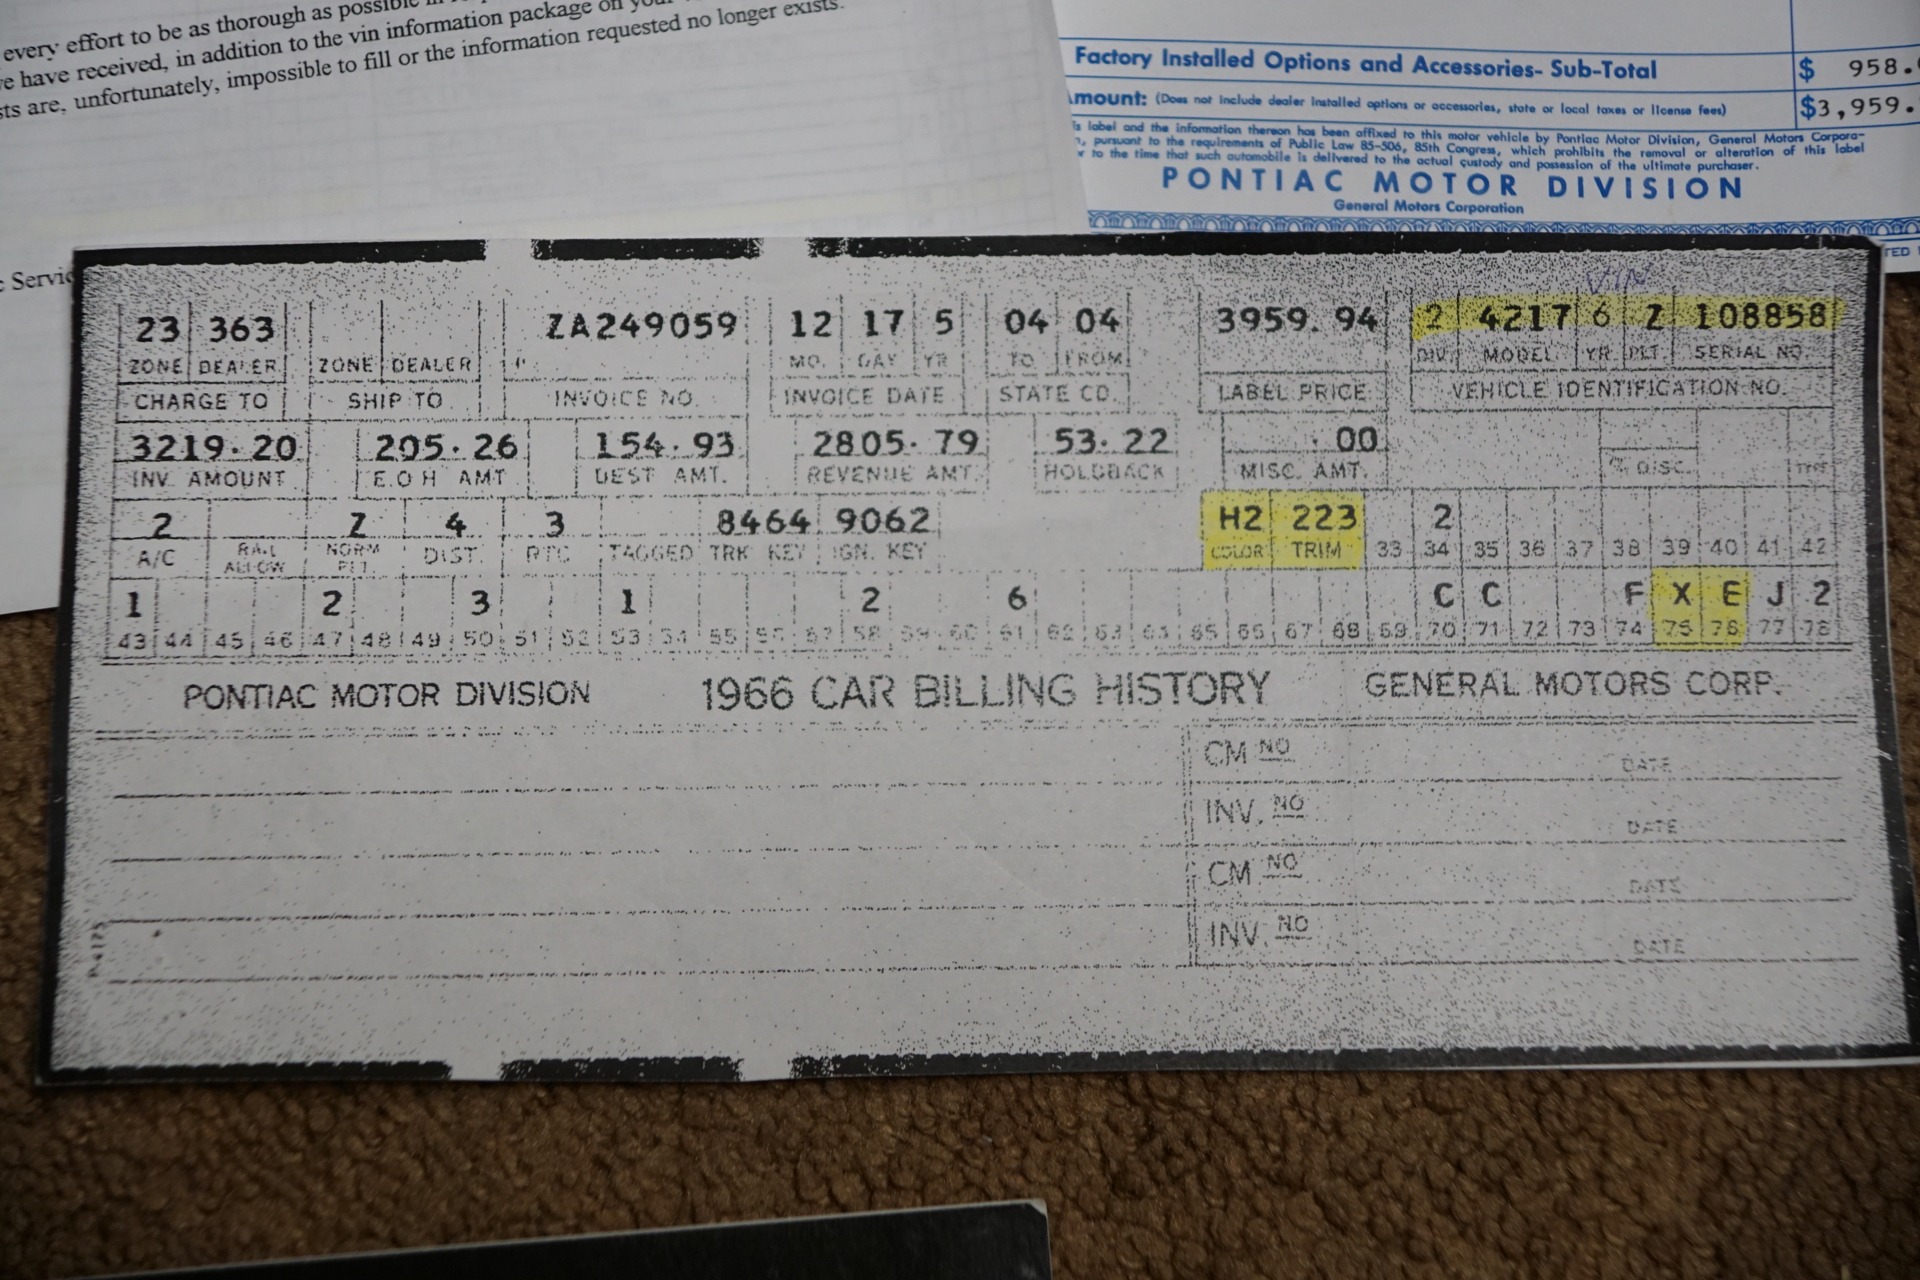 every effort to be as thorough as possible in
have received, in addition to the vin information package on your
are, unfortunately, impossible to fill or the information requested no longer exists.
Factory Installed Options and Accessories- Sub-Total $ 958.
mount: (Does not include dealer installed options or accessories, state or local taxes or license fees) $3,959.
label and the information thereon has been affixed to this motor vehicle by Pontiac Motor Division, General Motors Corpora-
, pursuant to the requirements of Public Law 85-506, 85th Congress, which prohibits the removal or alteration of this label
to the time that such automobile is delivered to the actual custody and possession of the ultimate purchaser.
PONTIAC MOTOR DIVISION
General Motors Corporation
TED
Servic
VIN
23 363 ZA249059 12 17 5 04 04 3959.94 2 4217 6 Z 108858
ZONE DEALER ZONE DEALER MO. DAY YR TO FROM DIV. MODEL YR. PLT. SERIAL NO.
CHARGE TO SHIP TO INVOICE NO. INVOICE DATE STATE CD. LABEL PRICE VEHICLE IDENTIFICATION NO.
3219.20 205.26 154.93 2805.79 53.22 .00
INV. AMOUNT E.O.H AMT DEST AMT. REVENUE AMT. HOLDBACK MISC. AMT. % DISC. TYPE
2 Z 4 3 8464 9062 H2 223 2
A/C RAIL ALLOW NORM PLT. DIST. RTC TAGGED TRK KEY IGN. KEY COLOR TRIM 33 34 35 36 37 38 39 40 41 42
1 2 3 1 2 6 C C F X E J 2
43 44 45 46 47 48 49 50 51 52 53 54 55 56 57 58 59 60 61 62 63 64 65 66 67 68 69 70 71 72 73 74 75 76 77 78
PONTIAC MOTOR DIVISION 1966 CAR BILLING HISTORY GENERAL MOTORS CORP.
CM NO DATE
INV. NO DATE
CM NO DATE
INV. NO DATE
P-4175